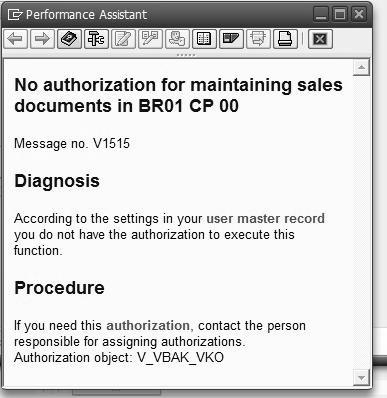 Performance Assistant
No authorization for maintaining sales
documents in BR01 CP 00
Message no. V1515
Diagnosis
According to the settings in your user master record
you do not have the authorization to execute this
function.
Procedure
If you need this authorization, contact the person
responsible for assigning authorizations.
Authorization object: V_VBAK_VKO